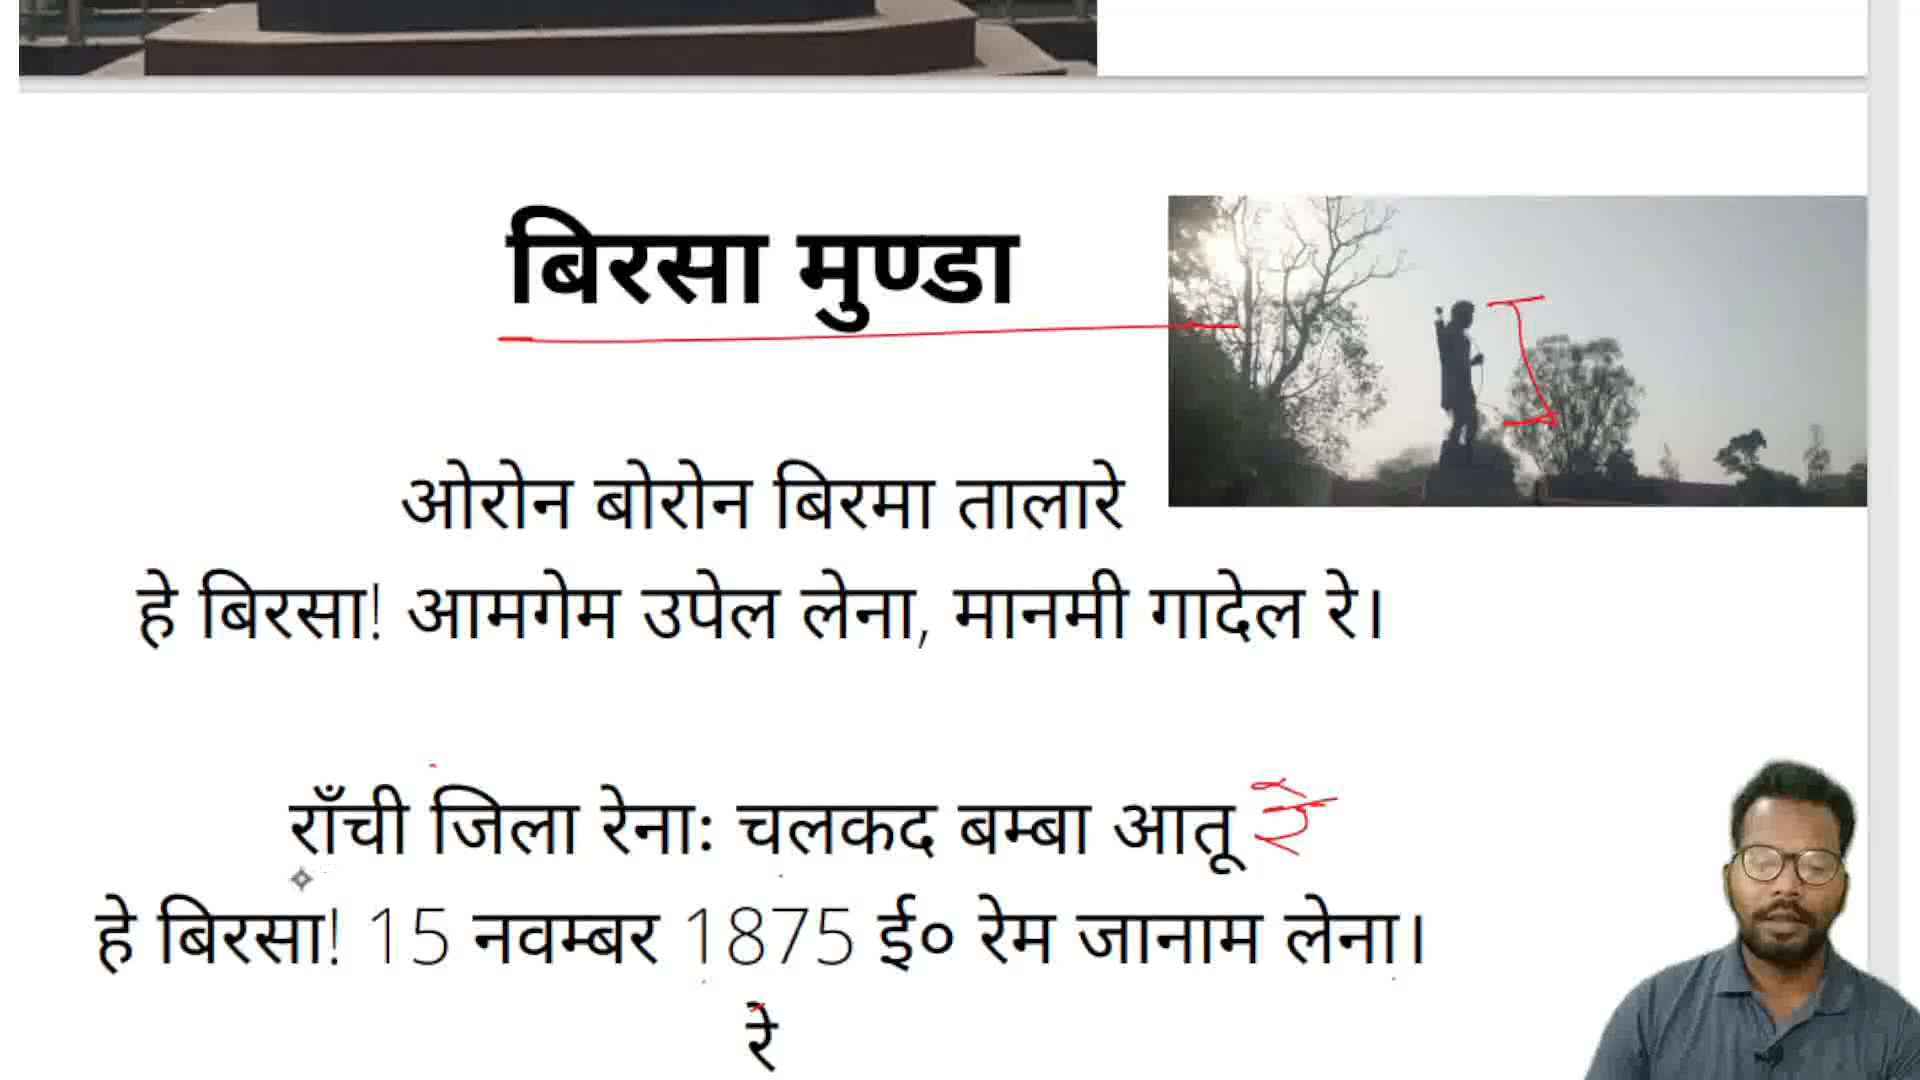 बिरसा मुण्डा
ओरोन बोरोन बिरमा तालारे
हे बिरसा! आमगेम उपेल लेना, मानमी गादेल रे।
राँची जिला रेनाः चलकद बम्बा आतू रे
हे बिरसा! 15 नवम्बर 1875 ई० रेम जानाम लेना।
रे